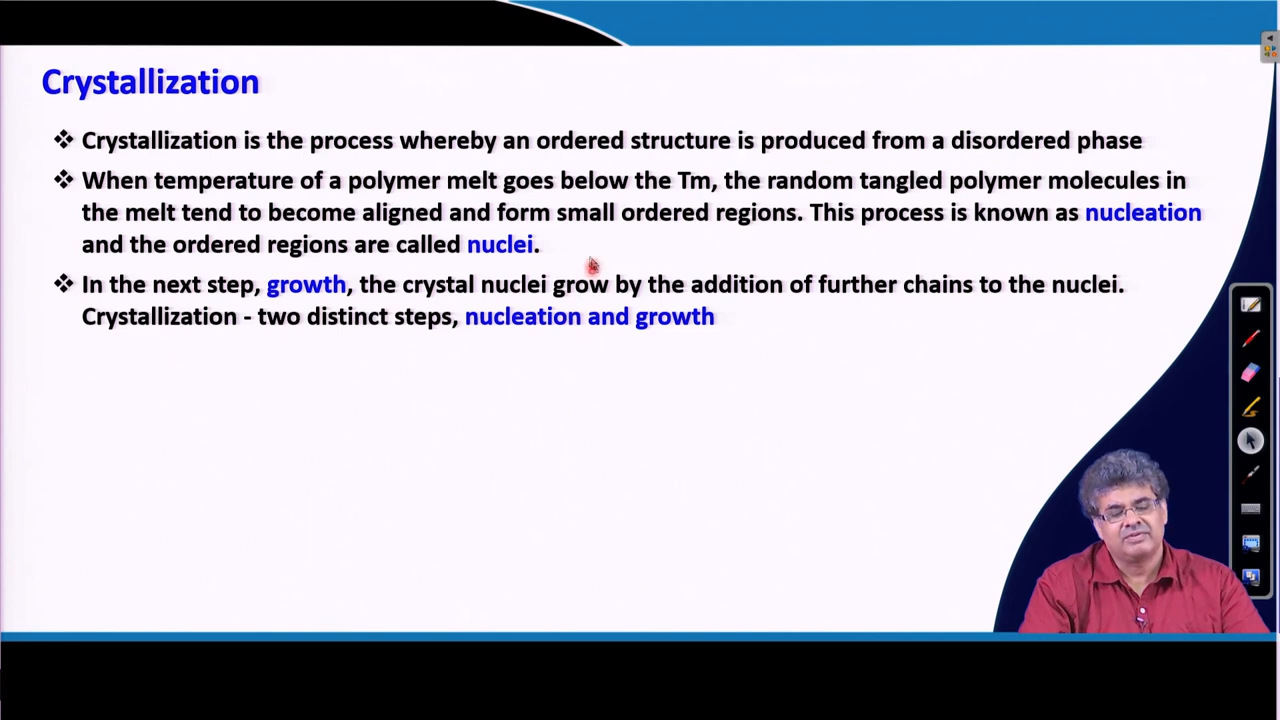 Crystallization
❖ Crystallization is the process whereby an ordered structure is produced from a disordered phase
❖ When temperature of a polymer melt goes below the Tm, the random tangled polymer molecules in
the melt tend to become aligned and form small ordered regions. This process is known as nucleation
and the ordered regions are called nuclei.
❖ In the next step, growth, the crystal nuclei grow by the addition of further chains to the nuclei.
Crystallization - two distinct steps, nucleation and growth